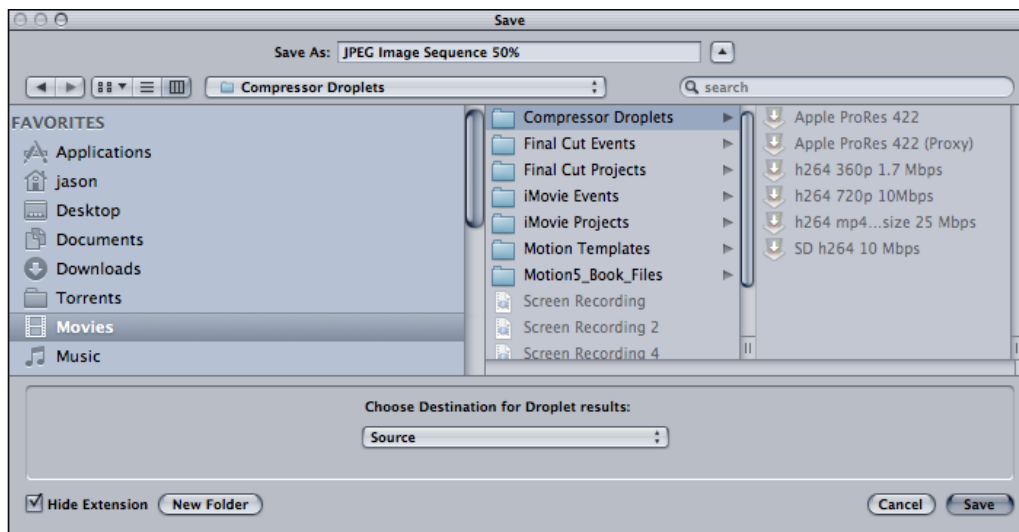 Save
Save As: JPEG Image Sequence 50%
Compressor Droplets
search
FAVORITES
Applications
jason
Desktop
Documents
Downloads
Torrents
Movies
Music
Compressor Droplets
Final Cut Events
Final Cut Projects
iMovie Events
iMovie Projects
Motion Templates
Motion5_Book_Files
Screen Recording
Screen Recording 2
Screen Recording 4
Apple ProRes 422
Apple ProRes 422 (Proxy)
h264 360p 1.7 Mbps
h264 720p 10Mbps
h264 mp4...size 25 Mbps
SD h264 10 Mbps
Choose Destination for Droplet results:
Source
Hide Extension
New Folder
Cancel
Save